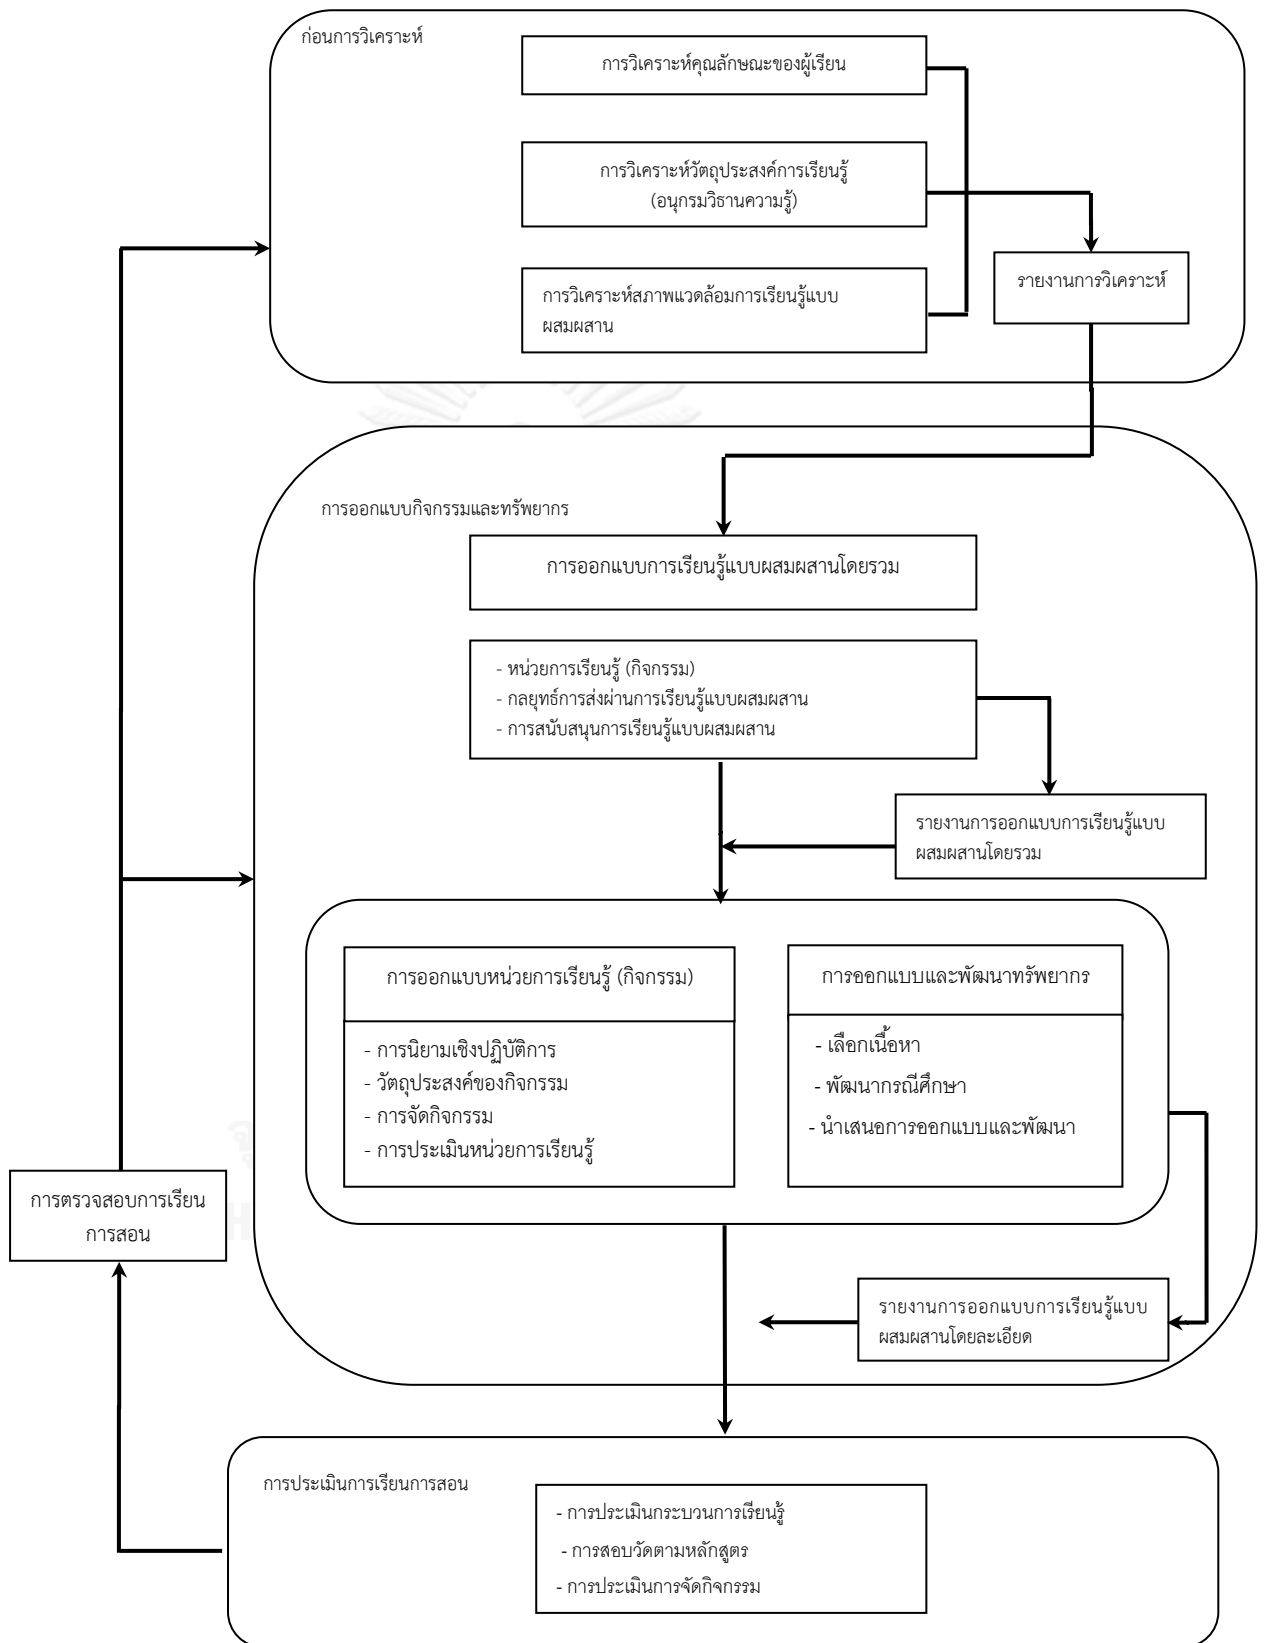 ก่อนการวิเคราะห์
การวิเคราะห์คุณลักษณะของผู้เรียน
การวิเคราะห์วัตถุประสงค์การเรียนรู้
(อนุกรมวิธานความรู้)
การวิเคราะห์สภาพแวดล้อมการเรียนรู้แบบ
ผสมผสาน
รายงานการวิเคราะห์
การออกแบบกิจกรรมและทรัพยากร
การออกแบบการเรียนรู้แบบผสมผสานโดยรวม
- หน่วยการเรียนรู้ (กิจกรรม)
- กลยุทธ์การส่งผ่านการเรียนรู้แบบผสมผสาน
- การสนับสนุนการเรียนรู้แบบผสมผสาน
รายงานการออกแบบการเรียนรู้แบบ
ผสมผสานโดยรวม
การออกแบบหน่วยการเรียนรู้ (กิจกรรม)
- การนิยามเชิงปฏิบัติการ
- วัตถุประสงค์ของกิจกรรม
- การจัดกิจกรรม
- การประเมินหน่วยการเรียนรู้
การออกแบบและพัฒนาทรัพยากร
- เลือกเนื้อหา
- พัฒนากรณีศึกษา
- นำเสนอการออกแบบและพัฒนา
การตรวจสอบการเรียน
การสอน
รายงานการออกแบบการเรียนรู้แบบ
ผสมผสานโดยละเอียด
การประเมินการเรียนการสอน
- การประเมินกระบวนการเรียนรู้
- การสอบวัดตามหลักสูตร
- การประเมินการจัดกิจกรรม